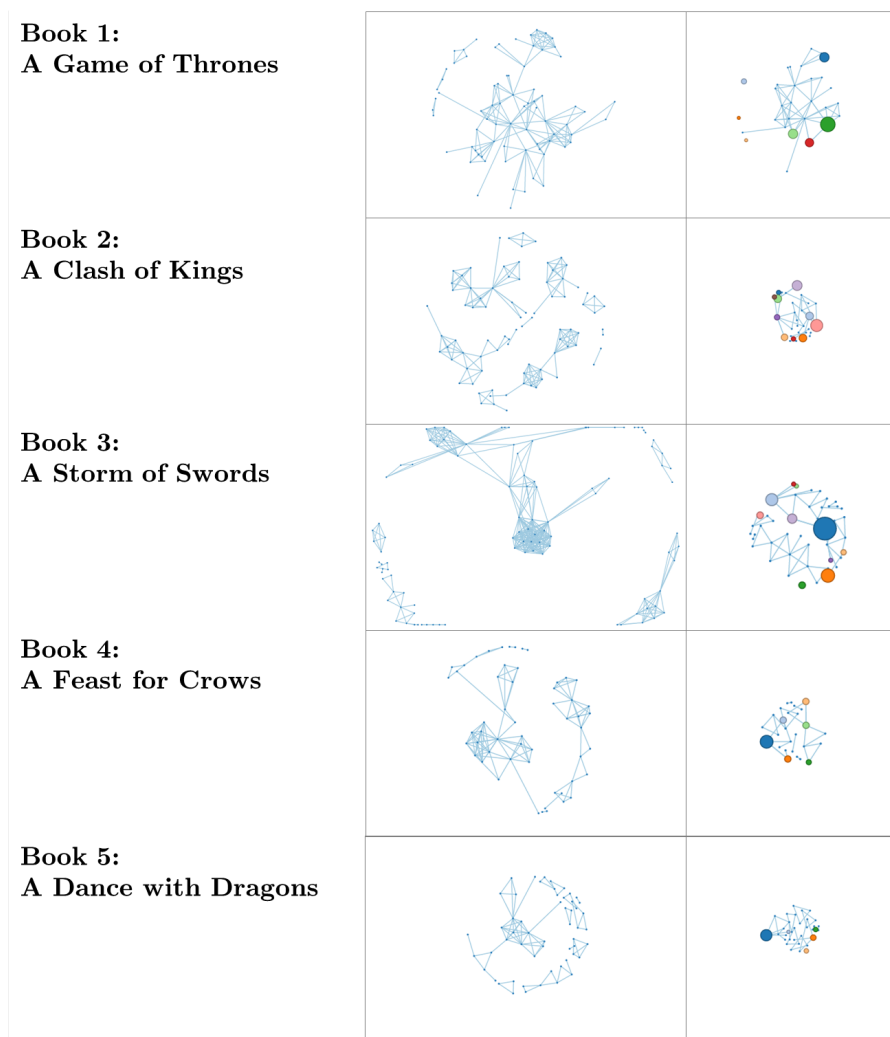 Book 1:
A Game of Thrones
Book 2:
A Clash of Kings
Book 3:
A Storm of Swords
Book 4:
A Feast for Crows
Book 5:
A Dance with Dragons